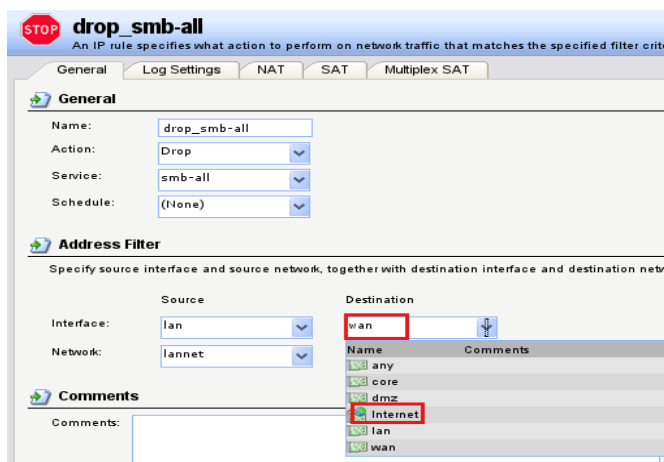 STOP
drop_smb-all
An IP rule specifies what action to perform on network traffic that matches the specified filter crite
General Log Settings NAT SAT Multiplex SAT
General
Name: drop_smb-all
Action: Drop
Service: smb-all
Schedule: (None)
Address Filter
Specify source interface and source network, together with destination interface and destination netw
Source Destination
Interface: lan wan
Network: lannet
Name Comments
any
core
dmz
Internet
lan
wan
Comments
Comments: